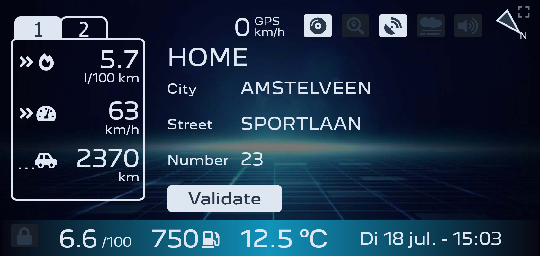 1 2
0 GPS km/h
5.7
l/100 km
63
km/h
...
2370
km
HOME
City AMSTELVEEN
Street SPORTLAAN
Number 23
Validate
N
6.6 /100 750 12.5 °C Di 18 jul. - 15:03